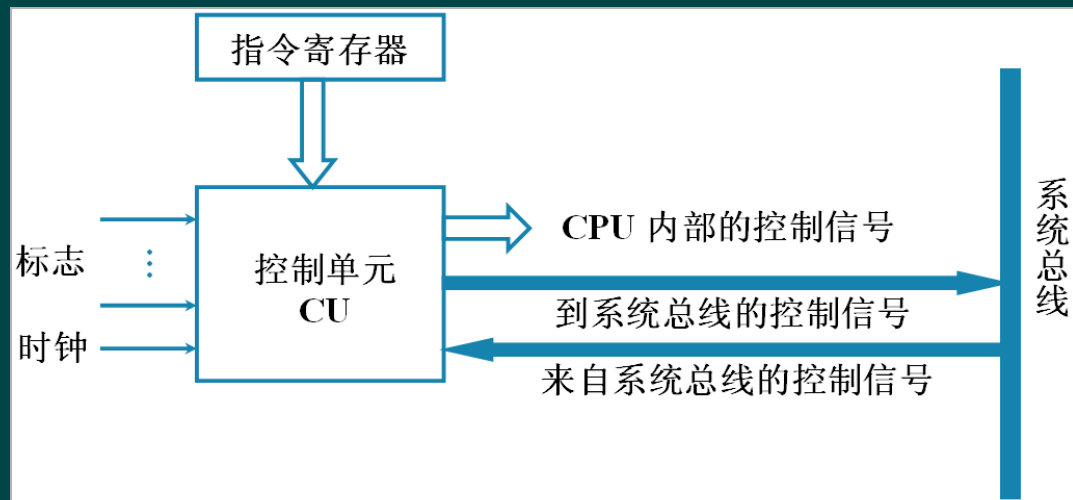 指令寄存器
标志
时钟
控制单元
CU
CPU 内部的控制信号
到系统总线的控制信号
来自系统总线的控制信号
系统总线